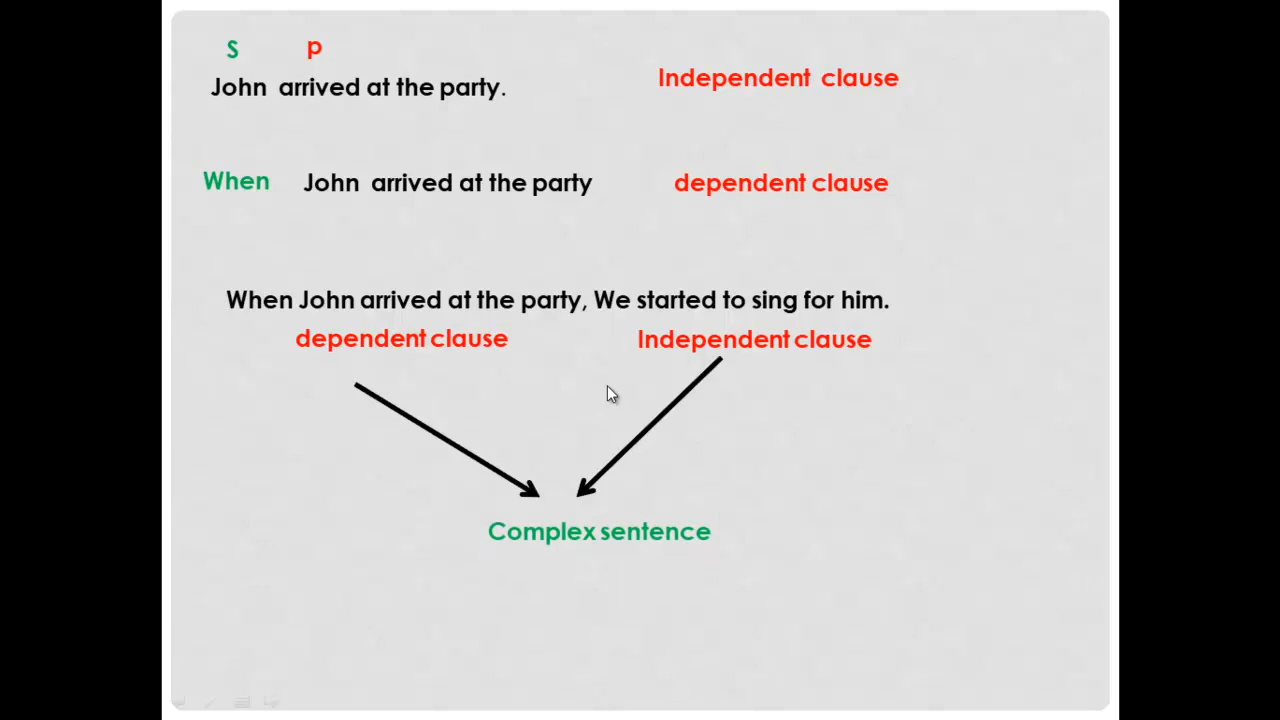 S p
John arrived at the party.
Independent clause
When John arrived at the party
dependent clause
When John arrived at the party, We started to sing for him.
dependent clause
Independent clause
Complex sentence